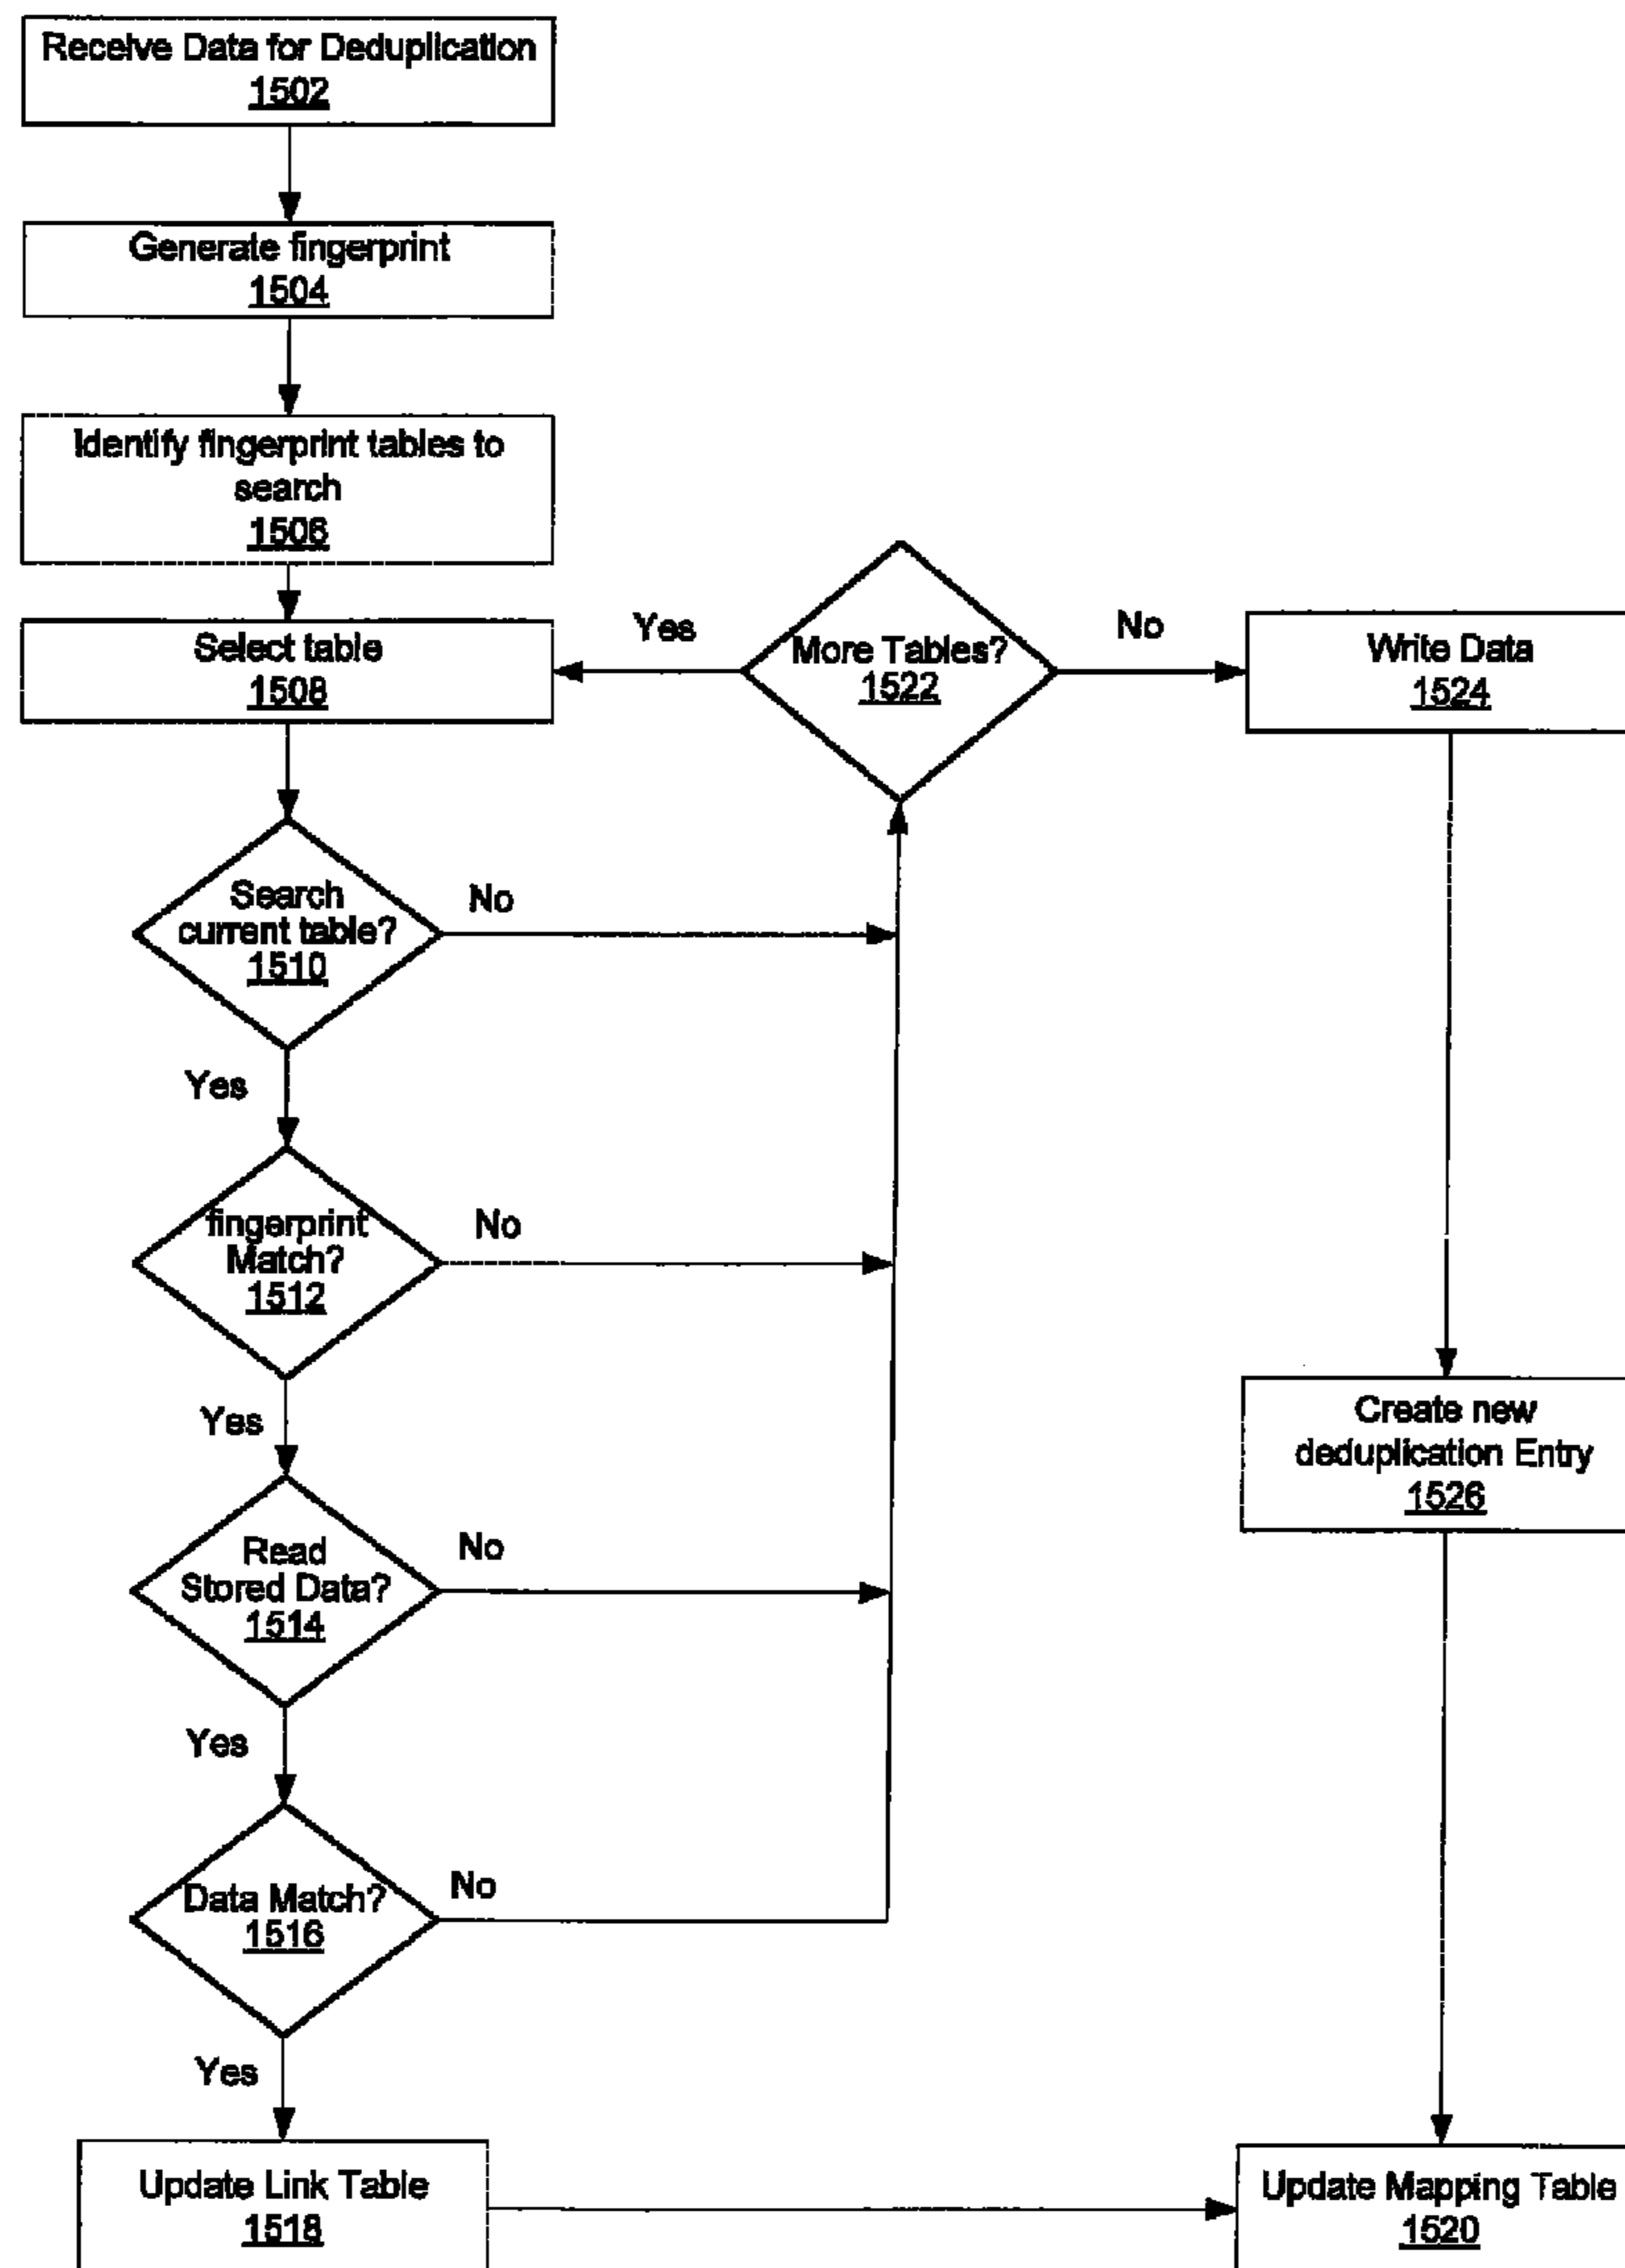 Receive Data for Deduplication
1502
Generate fingerprint
1504
Identify fingerprint tables to
search
1506
Select table
1508
Yes
More Tables?
1522
No
Write Data
1524
Search
current table?
1510
No
Yes
fingerprint
Match?
1512
No
Yes
Create new
deduplication Entry
1526
Read
Stored Data?
1514
No
Yes
Data Match?
1516
No
Yes
Update Link Table
1518
Update Mapping Table
1520